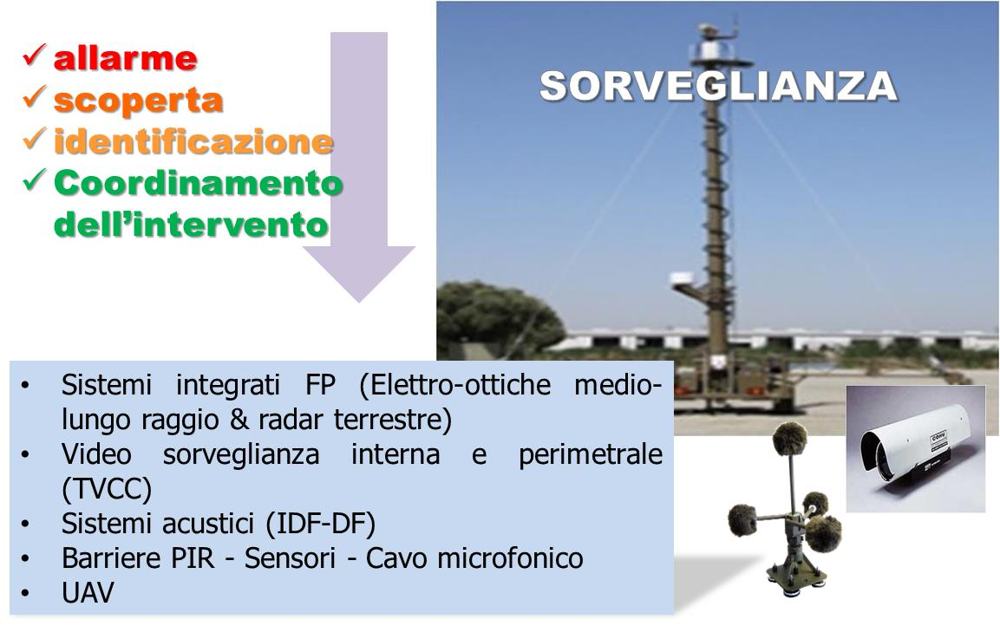 ✓ allarme
✓ scoperta
✓ identificazione
✓ Coordinamento
dell’intervento
SORVEGLIANZA
• Sistemi integrati FP (Elettro-ottiche medio-
lungo raggio & radar terrestre)
• Video sorveglianza interna e perimetrale
(TVCC)
• Sistemi acustici (IDF-DF)
• Barriere PIR - Sensori - Cavo microfonico
• UAV
COHU